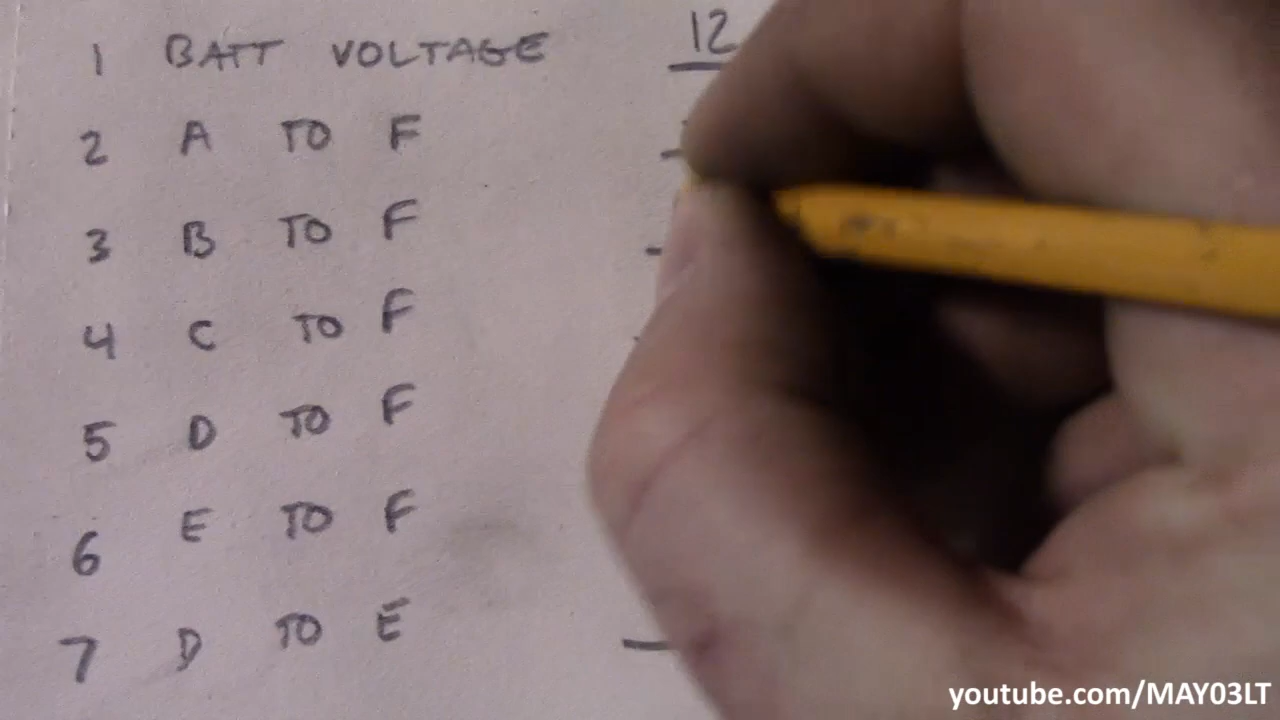 1 BATT VOLTAGE 12
2 A TO F
3 B TO F
4 C TO F
5 D TO F
6 E TO F
7 D TO E
youtube.com/MAY03LT